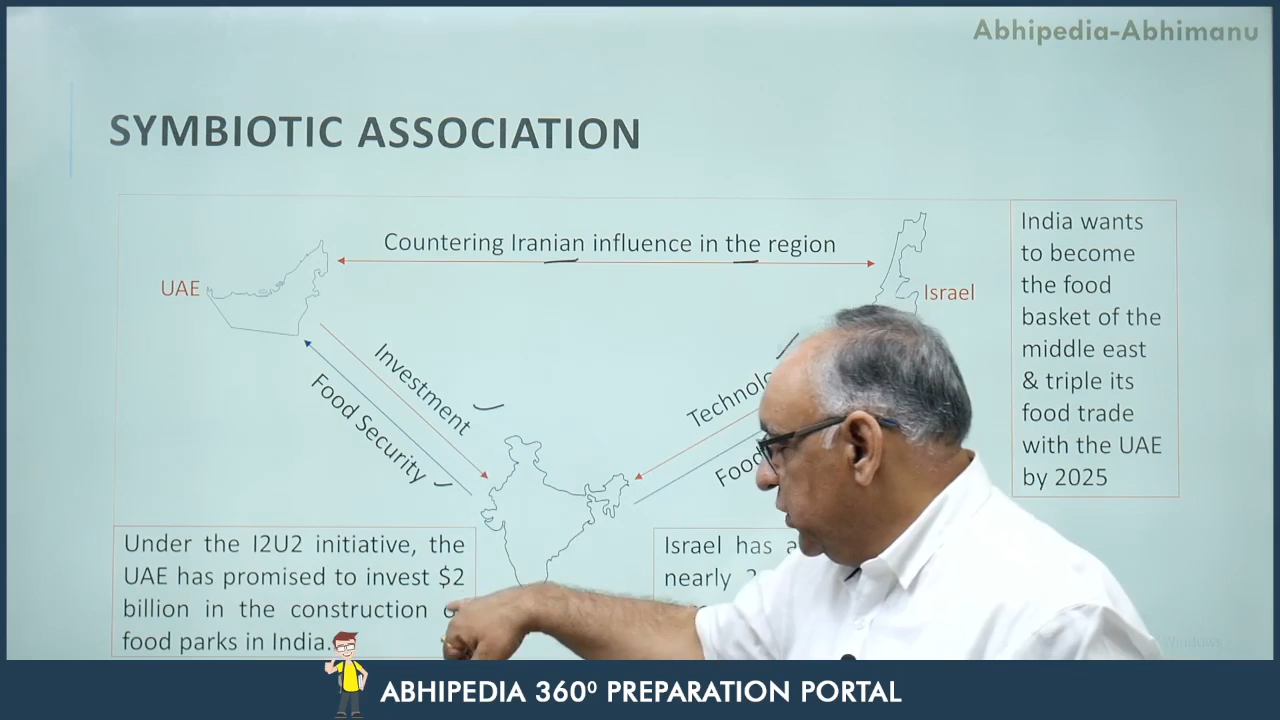 Abhipedia-Abhimanu
SYMBIOTIC ASSOCIATION
Countering Iranian influence in the region
UAE
Israel
Investment
Food Security
India wants
to become
the food
basket of the
middle east
& triple its
food trade
with the UAE
by 2025
Under the I2U2 initiative, the
UAE has promised to invest $2
billion in the construction
food parks in India.
Israel has
nearly
Windows
ABHIPEDIA 360⁰ PREPARATION PORTAL